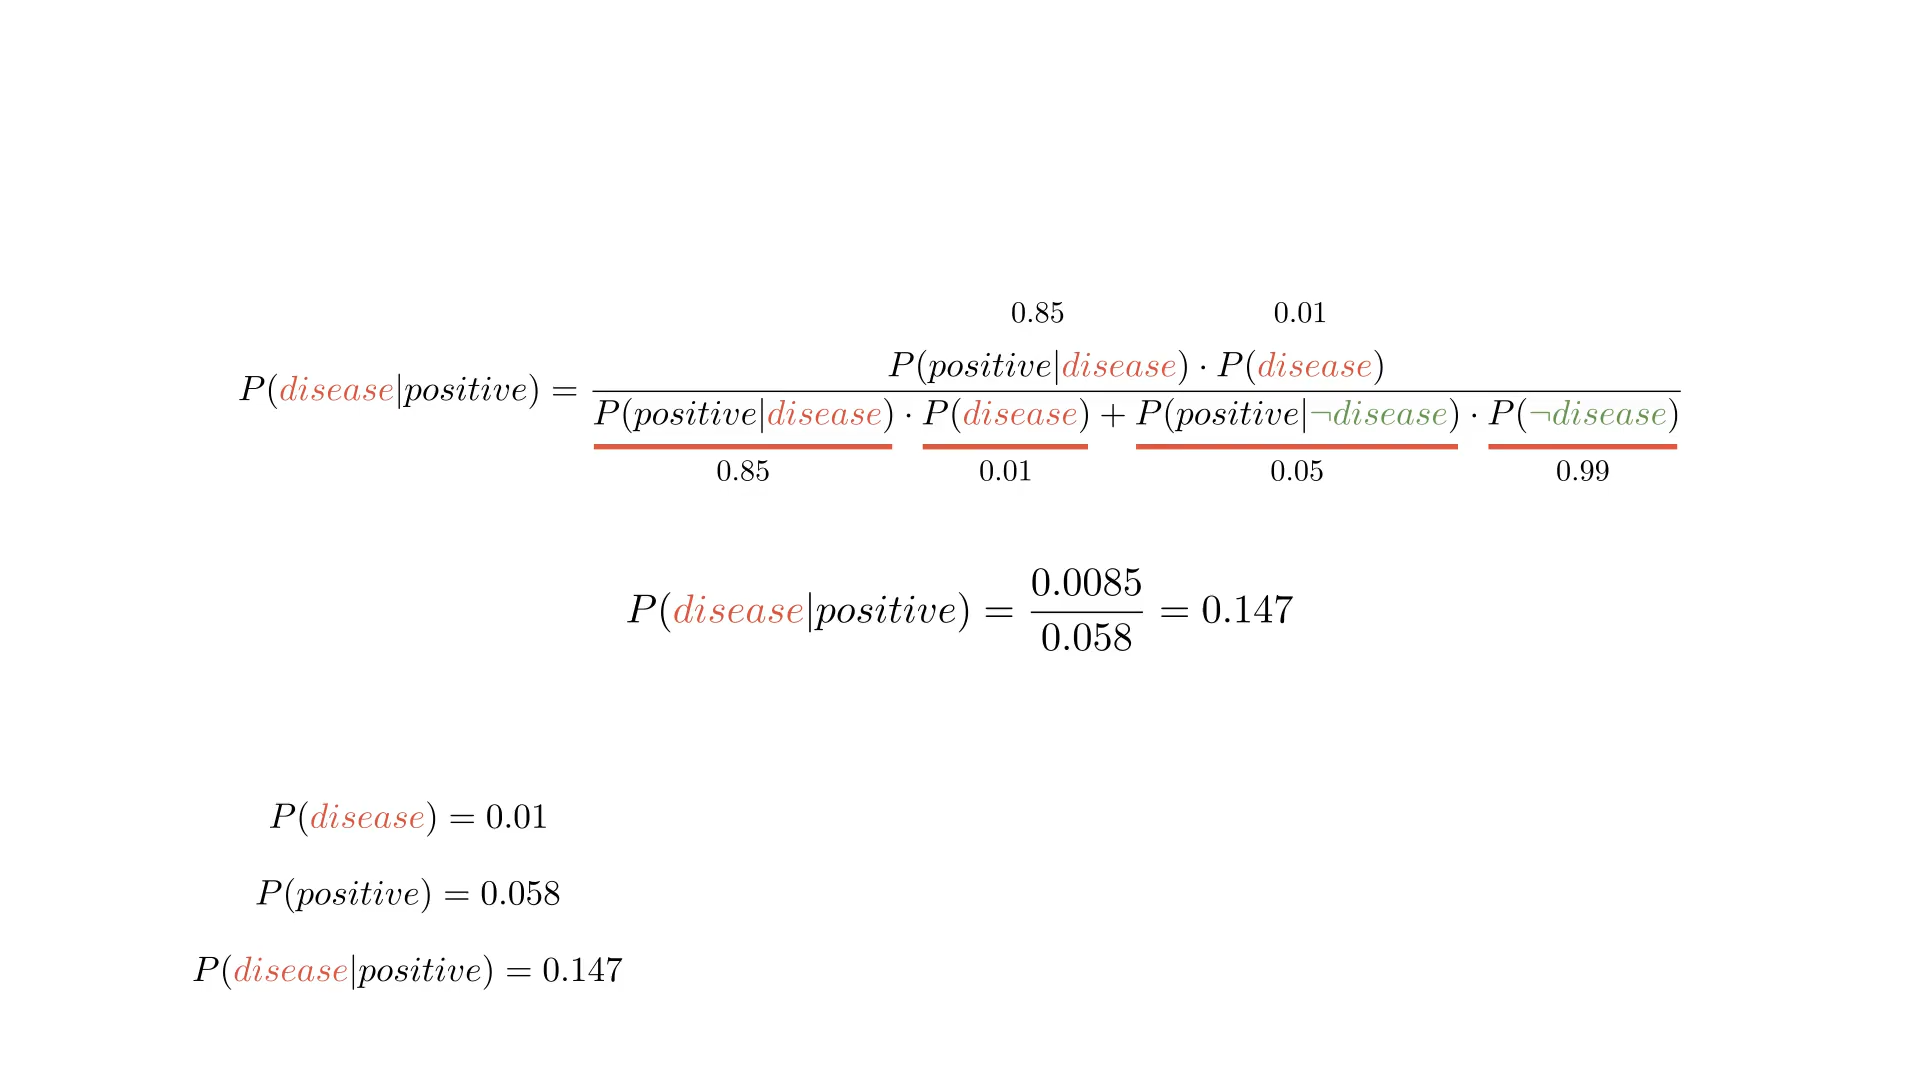 0.85 0.01
P(disease|positive) = P(positive|disease) · P(disease)
P(positive|disease) · P(disease) + P(positive|¬disease) · P(¬disease)
0.85 0.01 0.05 0.99
P(disease|positive) = 0.0085 / 0.058 = 0.147
P(disease) = 0.01
P(positive) = 0.058
P(disease|positive) = 0.147